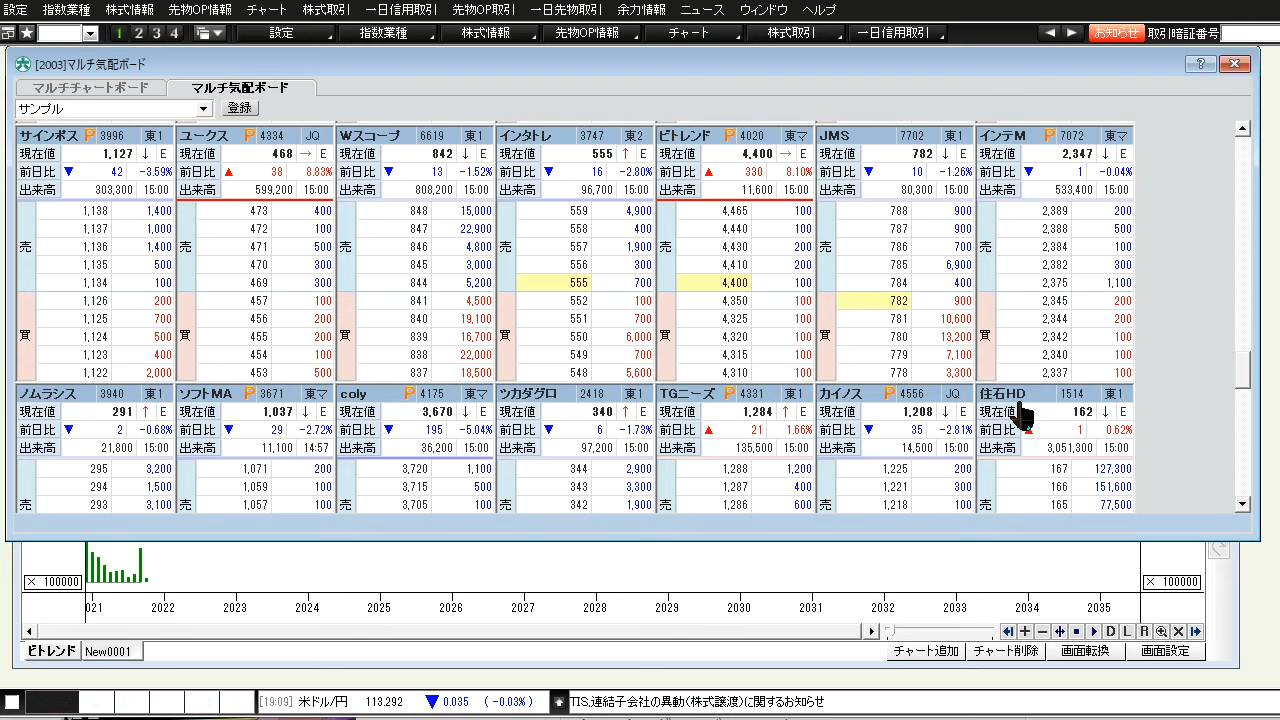 設定 指数業種 株式情報 先物OP情報 チャート 株式取引 一日信用取引 先物OP取引 一日先物取引 余力情報 ニュース ウィンドウ ヘルプ
1 2 3 4 設定 指数業種 株式情報 先物OP情報 チャート 株式取引 一日信用取引 お知らせ 取引暗証番号
[2003]マルチ気配ボード
マルチチャートボード マルチ気配ボード
サンプル 登録
サインポス P 3996 東1 ユークス P 4334 JQ Wスコープ 6619 東1 インタトレ 3747 東2 ビトレンド P 4020 東マ JMS 7702 東1 インテM P 7072 東マ
現在値 1,127 ↓ E 現在値 468 → E 現在値 842 ↓ E 現在値 555 ↑ E 現在値 4,400 → E 現在値 782 ↓ E 現在値 2,347 ↓ E
前日比 ▼ 42 -3.59% 前日比 ▲ 38 8.83% 前日比 ▼ 13 -1.52% 前日比 ▼ 16 -2.80% 前日比 ▲ 330 8.10% 前日比 ▼ 10 -1.26% 前日比 ▼ 1 -0.04%
出来高 303,300 15:00 出来高 599,200 15:00 出来高 808,200 15:00 出来高 96,700 15:00 出来高 11,600 15:00 出来高 80,300 15:00 出来高 533,400 15:00
1,138 1,400 473 400 848 15,000 559 4,900 4,465 100 788 900 2,389 200
1,137 1,000 472 100 847 22,900 558 400 4,440 100 787 900 2,388 500
売 1,136 1,400 売 471 500 売 846 4,800 売 557 1,900 売 4,430 200 売 786 700 売 2,384 100
1,135 500 470 300 845 3,000 556 300 4,410 200 785 6,900 2,382 300
1,134 100 469 300 844 5,200 555 700 4,400 100 784 400 2,375 1,100
1,126 200 457 100 841 4,500 552 100 4,350 100 782 900 2,345 200
1,125 700 456 200 840 19,100 551 700 4,325 100 781 10,600 2,344 200
買 1,124 500 買 455 200 買 839 16,700 買 550 6,000 買 4,320 100 買 780 13,200 買 2,342 100
1,123 400 454 100 838 22,000 549 700 4,315 100 779 7,100 2,340 100
1,122 2,000 453 500 837 18,500 548 5,600 4,310 100 778 3,300 2,337 100
ノムラシス 3940 東1 ソフトMA P 3671 東マ coly P 4175 東マ ツカダグロ 2418 東1 TGニーズ P 4331 東1 カイノス P 4556 JQ 住石HD 1514 東1
現在値 291 ↑ E 現在値 1,037 ↓ E 現在値 3,670 ↓ E 現在値 340 ↑ E 現在値 1,284 ↑ E 現在値 1,208 ↓ E 現在値 162 ↓ E
前日比 ▼ 2 -0.68% 前日比 ▼ 29 -2.72% 前日比 ▼ 195 -5.04% 前日比 ▼ 6 -1.73% 前日比 ▲ 21 1.66% 前日比 ▼ 35 -2.81% 前日比 ▲ 1 0.62%
出来高 21,800 15:00 出来高 11,100 14:57 出来高 36,200 15:00 出来高 97,200 15:00 出来高 135,500 15:00 出来高 14,500 15:00 出来高 3,051,300 15:00
295 3,200 1,071 200 3,720 1,100 344 2,900 1,288 1,200 1,225 200 167 127,300
294 1,500 1,059 100 3,715 500 343 3,300 1,287 400 1,221 300 166 151,600
売 293 3,100 売 1,057 100 売 3,705 100 売 342 1,900 売 1,286 600 売 1,218 100 売 165 77,500
× 100000 × 100000
021 2022 2023 2024 2025 2026 2027 2028 2029 2030 2031 2032 2033 2034 2035
D L R
ビトレンド New0001 チャート追加 チャート削除 画面転換 画面設定
[19:09] 米ドル/円 113.292 ▼ 0.035 (-0.03%) TIS、連結子会社の異動(株式譲渡)に関するお知らせ